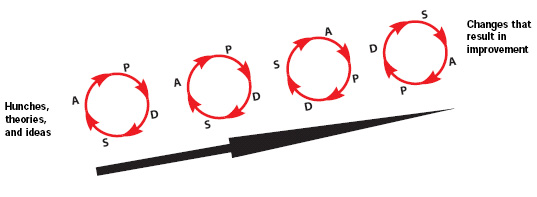 Hunches,
theories,
and ideas
P
A
D
S
P
A
D
S
A
S
P
D
S
D
A
P
Changes that
result in
improvement